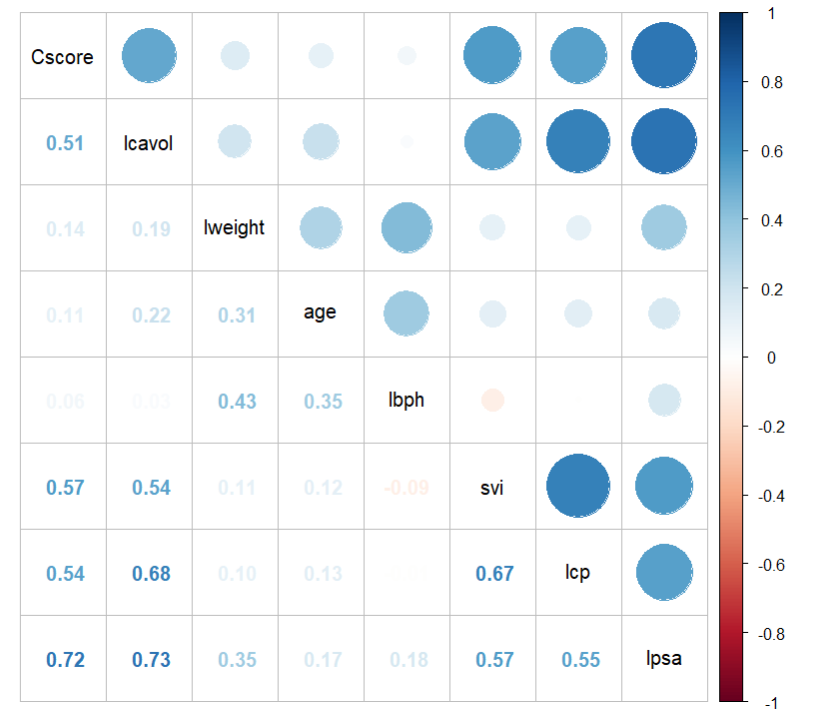 Cscore
0.51 lcavol
0.14 0.19 lweight
0.11 0.22 0.31 age
0.06 0.03 0.43 0.35 lbph
0.57 0.54 0.11 0.12 -0.09 svi
0.54 0.68 0.10 0.13 0.67 lcp
0.72 0.73 0.35 0.17 0.18 0.57 0.55 lpsa
1
0.8
0.6
0.4
0.2
0
-0.2
-0.4
-0.6
-0.8
-1